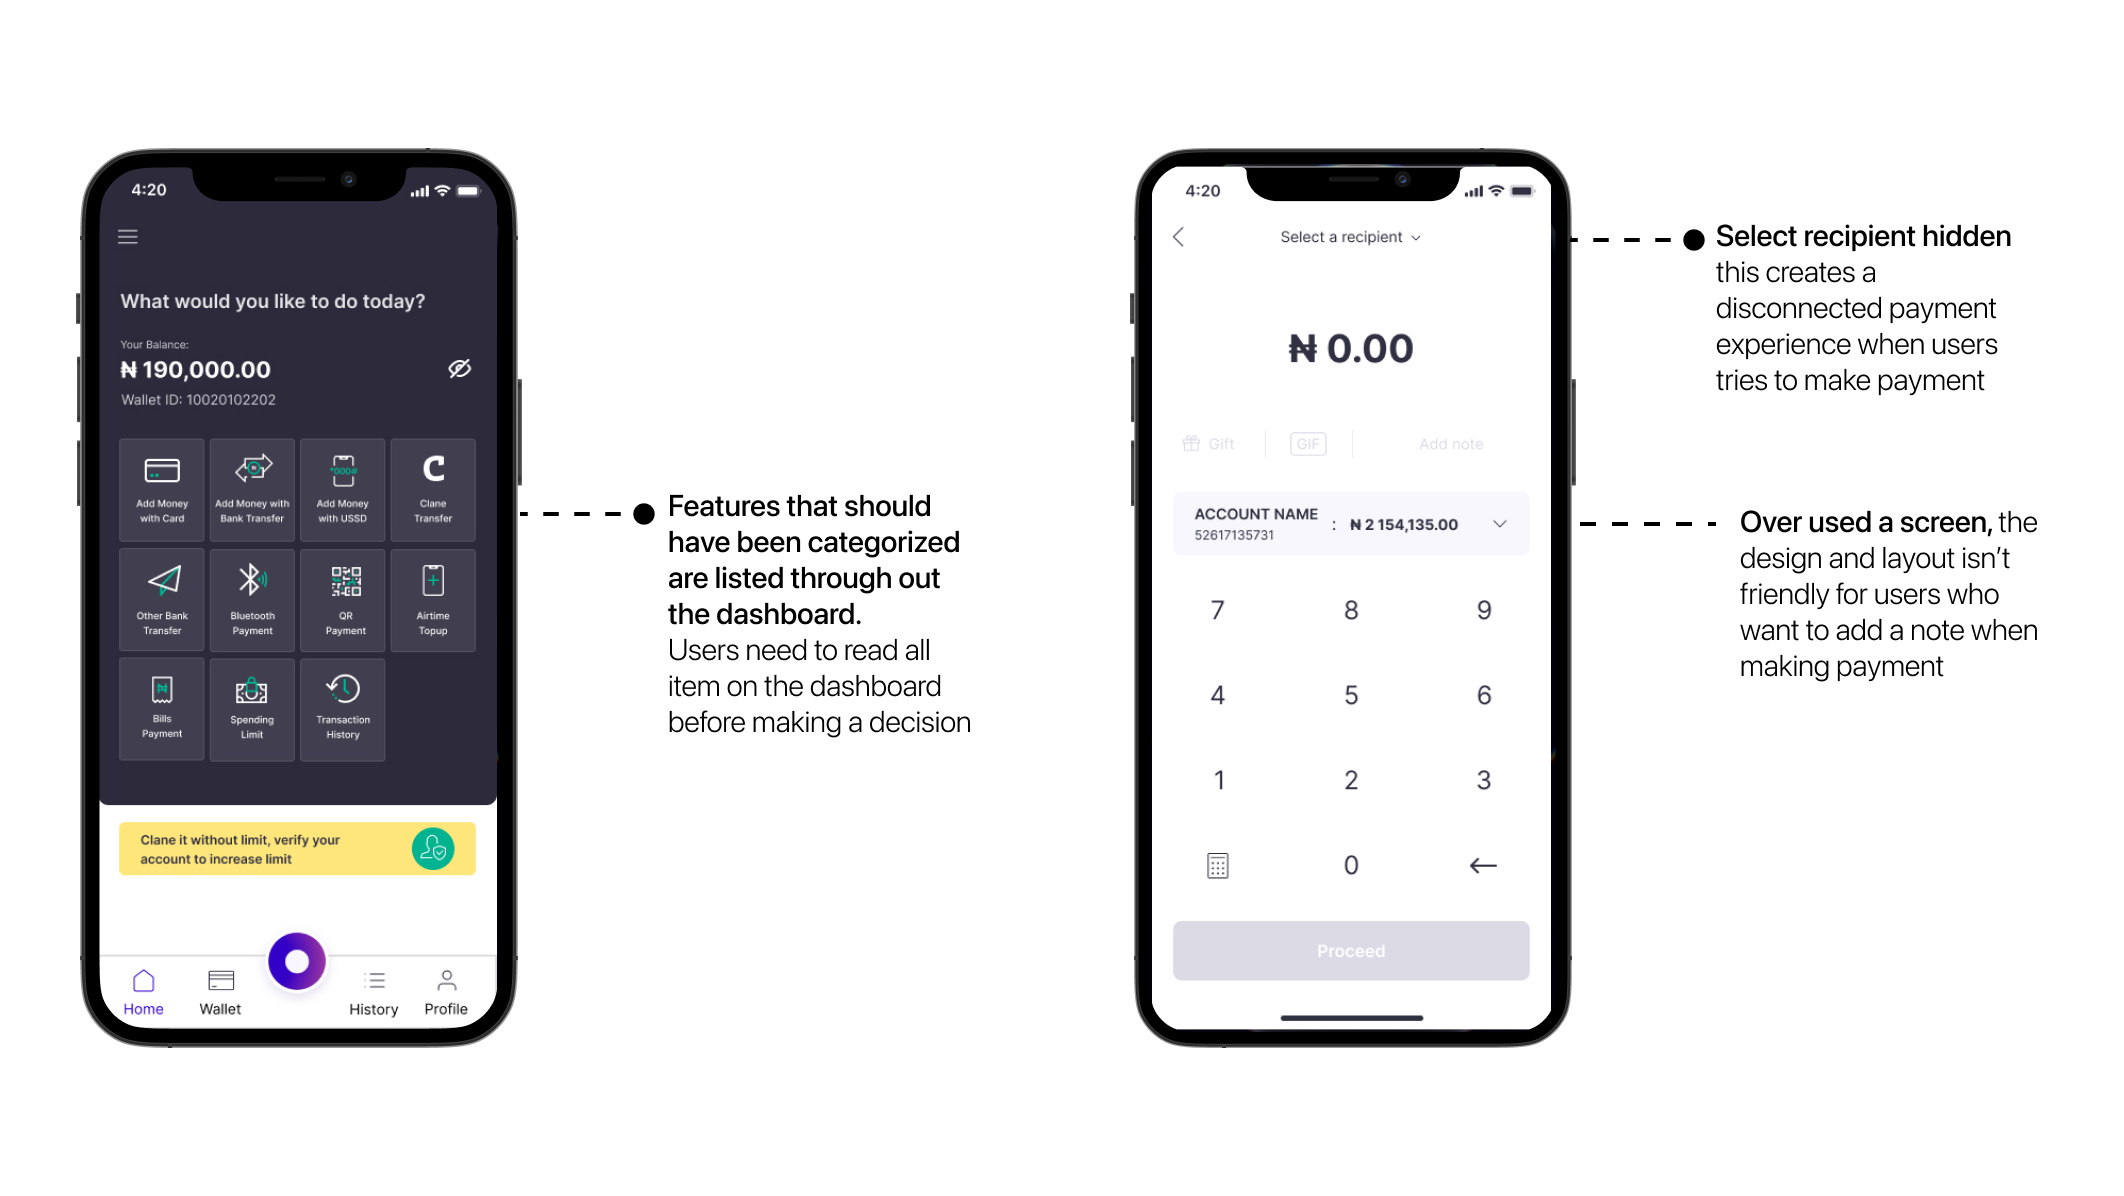 4:20
What would you like to do today?
Your Balance:
₦ 190,000.00
Wallet ID: 10020102202
Add Money
with Card
Add Money with
Bank Transfer
*000#
Add Money
with USSD
C
Clane
Transfer
Other Bank
Transfer
Bluetooth
Payment
QR
Payment
Airtime
Topup
₦
Bills
Payment
Spending
Limit
Transaction
History
Clane it without limit, verify your
account to increase limit
Home
Wallet
History
Profile
Features that should
have been categorized
are listed through out
the dashboard.
Users need to read all
item on the dashboard
before making a decision
4:20
Select a recipient
₦ 0.00
Gift
GIF
Add note
ACCOUNT NAME
52617135731
: ₦ 2 154,135.00
7 8 9
4 5 6
1 2 3
0
Proceed
Select recipient hidden
this creates a
disconnected payment
experience when users
tries to make payment
Over used a screen, the
design and layout isn’t
friendly for users who
want to add a note when
making payment